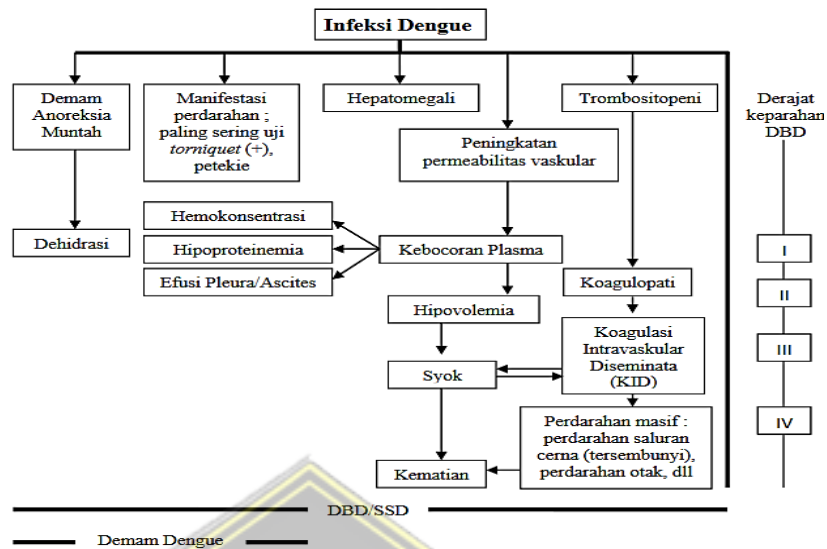 Infeksi Dengue
Demam
Anoreksia
Muntah
Manifestasi
perdarahan ;
paling sering uji
torniquet (+),
petekie
Hepatomegali
Trombositopeni
Derajat
keparahan
DBD
Peningkatan
permeabilitas vaskular
Hemokonsentrasi
Dehidrasi
Hipoproteinemia
Kebocoran Plasma
I
Efusi Pleura/Ascites
Koagulopati
II
Hipovolemia
Koagulasi
Intravaskular
Diseminata
(KID)
III
Syok
Perdarahan masif :
perdarahan saluran
cerna (tersembunyi),
perdarahan otak, dll
IV
Kematian
DBD/SSD
Demam Dengue